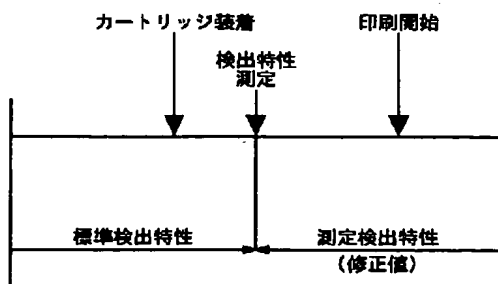 カートリッジ装着
検出特性
測定
印刷開始
標準検出特性
測定検出特性
(修正値)